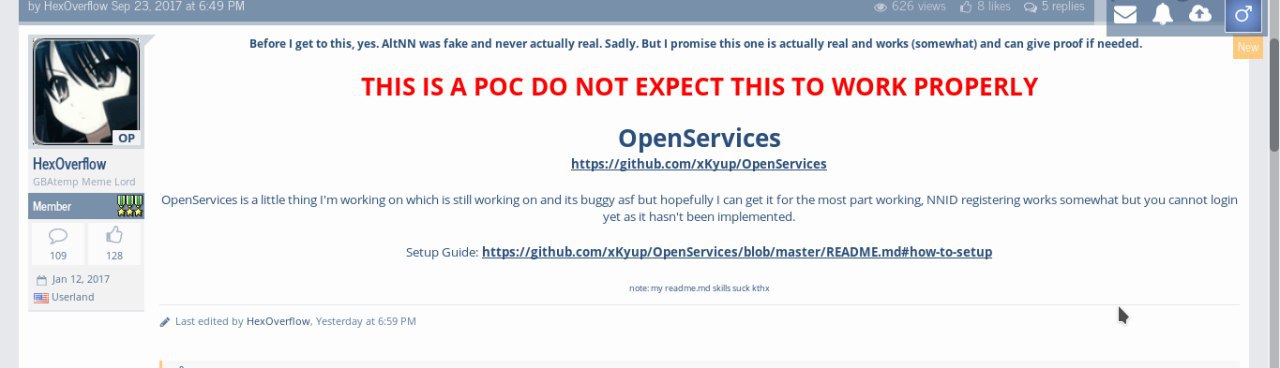 by HexOverflow Sep 23, 2017 at 6:49 PM
626 views 8 likes 5 replies
New
Before I get to this, yes. AltNN was fake and never actually real. Sadly. But I promise this one is actually real and works (somewhat) and can give proof if needed.
THIS IS A POC DO NOT EXPECT THIS TO WORK PROPERLY
OP
OpenServices
https://github.com/xKyup/OpenServices
HexOverflow
GBAtemp Meme Lord
Member
109 128
Jan 12, 2017
Userland
OpenServices is a little thing I'm working on which is still working on and its buggy asf but hopefully I can get it for the most part working, NNID registering works somewhat but you cannot login
yet as it hasn't been implemented.
Setup Guide: https://github.com/xKyup/OpenServices/blob/master/README.md#how-to-setup
note: my readme.md skills suck kthx
Last edited by HexOverflow, Yesterday at 6:59 PM